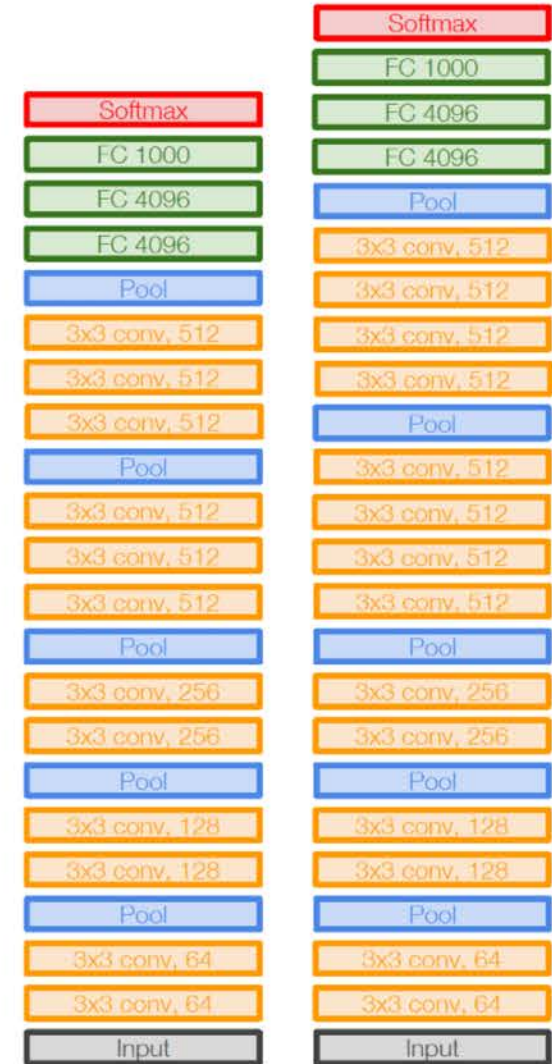 Softmax
FC 1000
FC 4096
FC 4096
Pool
3x3 conv, 512
3x3 conv, 512
3x3 conv, 512
Pool
3x3 conv, 512
3x3 conv, 512
3x3 conv, 512
Pool
3x3 conv, 256
3x3 conv, 256
Pool
3x3 conv, 128
3x3 conv, 128
Pool
3x3 conv, 64
3x3 conv, 64
Input
Softmax
FC 1000
FC 4096
FC 4096
Pool
3x3 conv, 512
3x3 conv, 512
3x3 conv, 512
3x3 conv, 512
Pool
3x3 conv, 512
3x3 conv, 512
3x3 conv, 512
3x3 conv, 512
Pool
3x3 conv, 256
3x3 conv, 256
Pool
3x3 conv, 128
3x3 conv, 128
Pool
3x3 conv, 64
3x3 conv, 64
Input